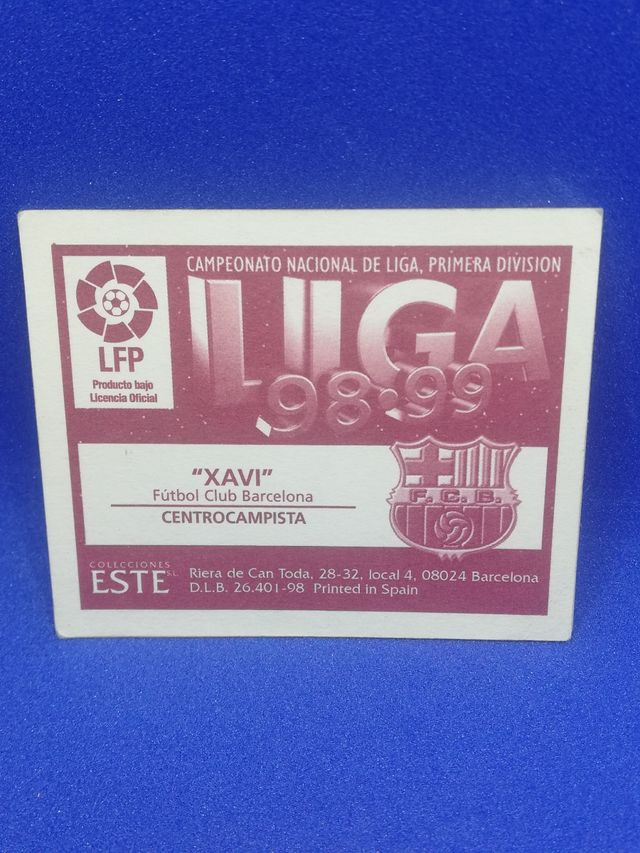 CAMPEONATO NACIONAL DE LIGA, PRIMERA DIVISION
LIGA
98•99
LFP
Producto bajo
Licencia Oficial
"XAVI"
Fútbol Club Barcelona
CENTROCAMPISTA
F.C.B.
COLECCIONES
ESTE S.L.
Riera de Can Toda, 28-32, local 4, 08024 Barcelona
D.L.B. 26.401-98 Printed in Spain